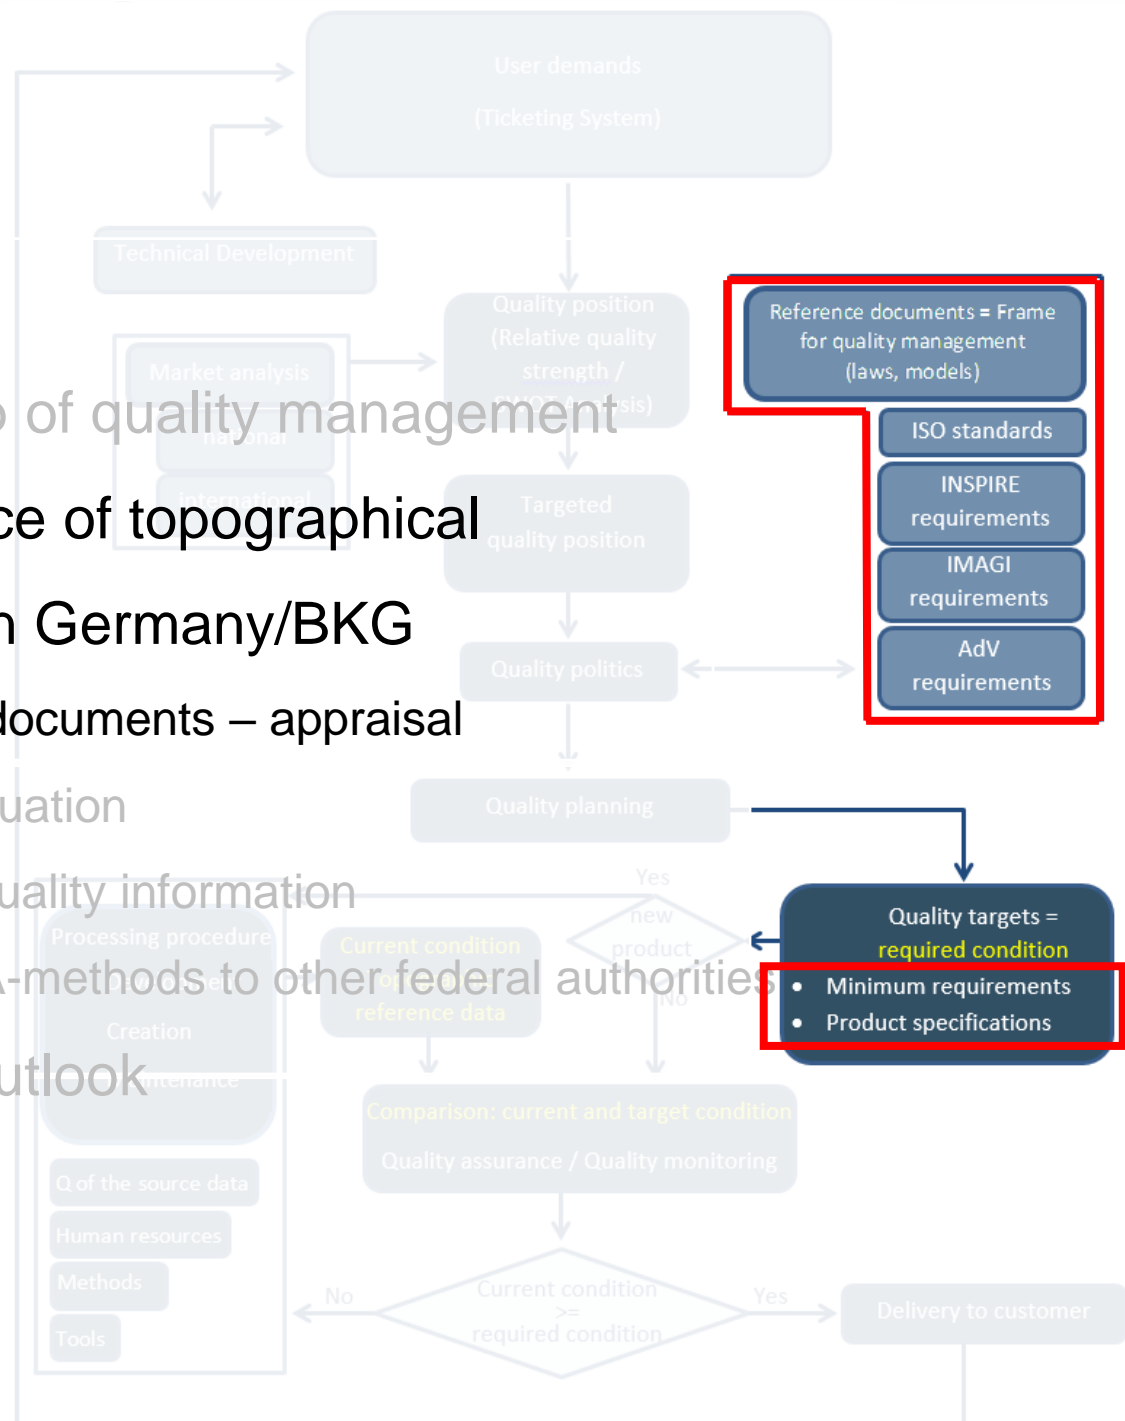 User demands
(Ticketing System)
Technical Development
Quality position
(Relative quality
strength /
SWOT Analysis)
Reference documents = Frame
for quality management
(laws, models)
Market analysis
national
international
of quality management
ISO standards
INSPIRE
requirements
IMAGI
requirements
AdV
requirements
Targeted
quality position
ce of topographical
n Germany/BKG
Quality politics
documents – appraisal
Quality planning
uation
uality information
Yes
new
product
No
Quality targets =
required condition
• Minimum requirements
• Product specifications
Processing procedure
Creation
Maintenance
Current condition
reference data
A-methods to other federal authorities
utlook
Comparison: current and target condition
Quality assurance / Quality monitoring
Q of the source data
Human resources
Methods
Tools
No
Current condition
>=
required condition
Yes
Delivery to customer